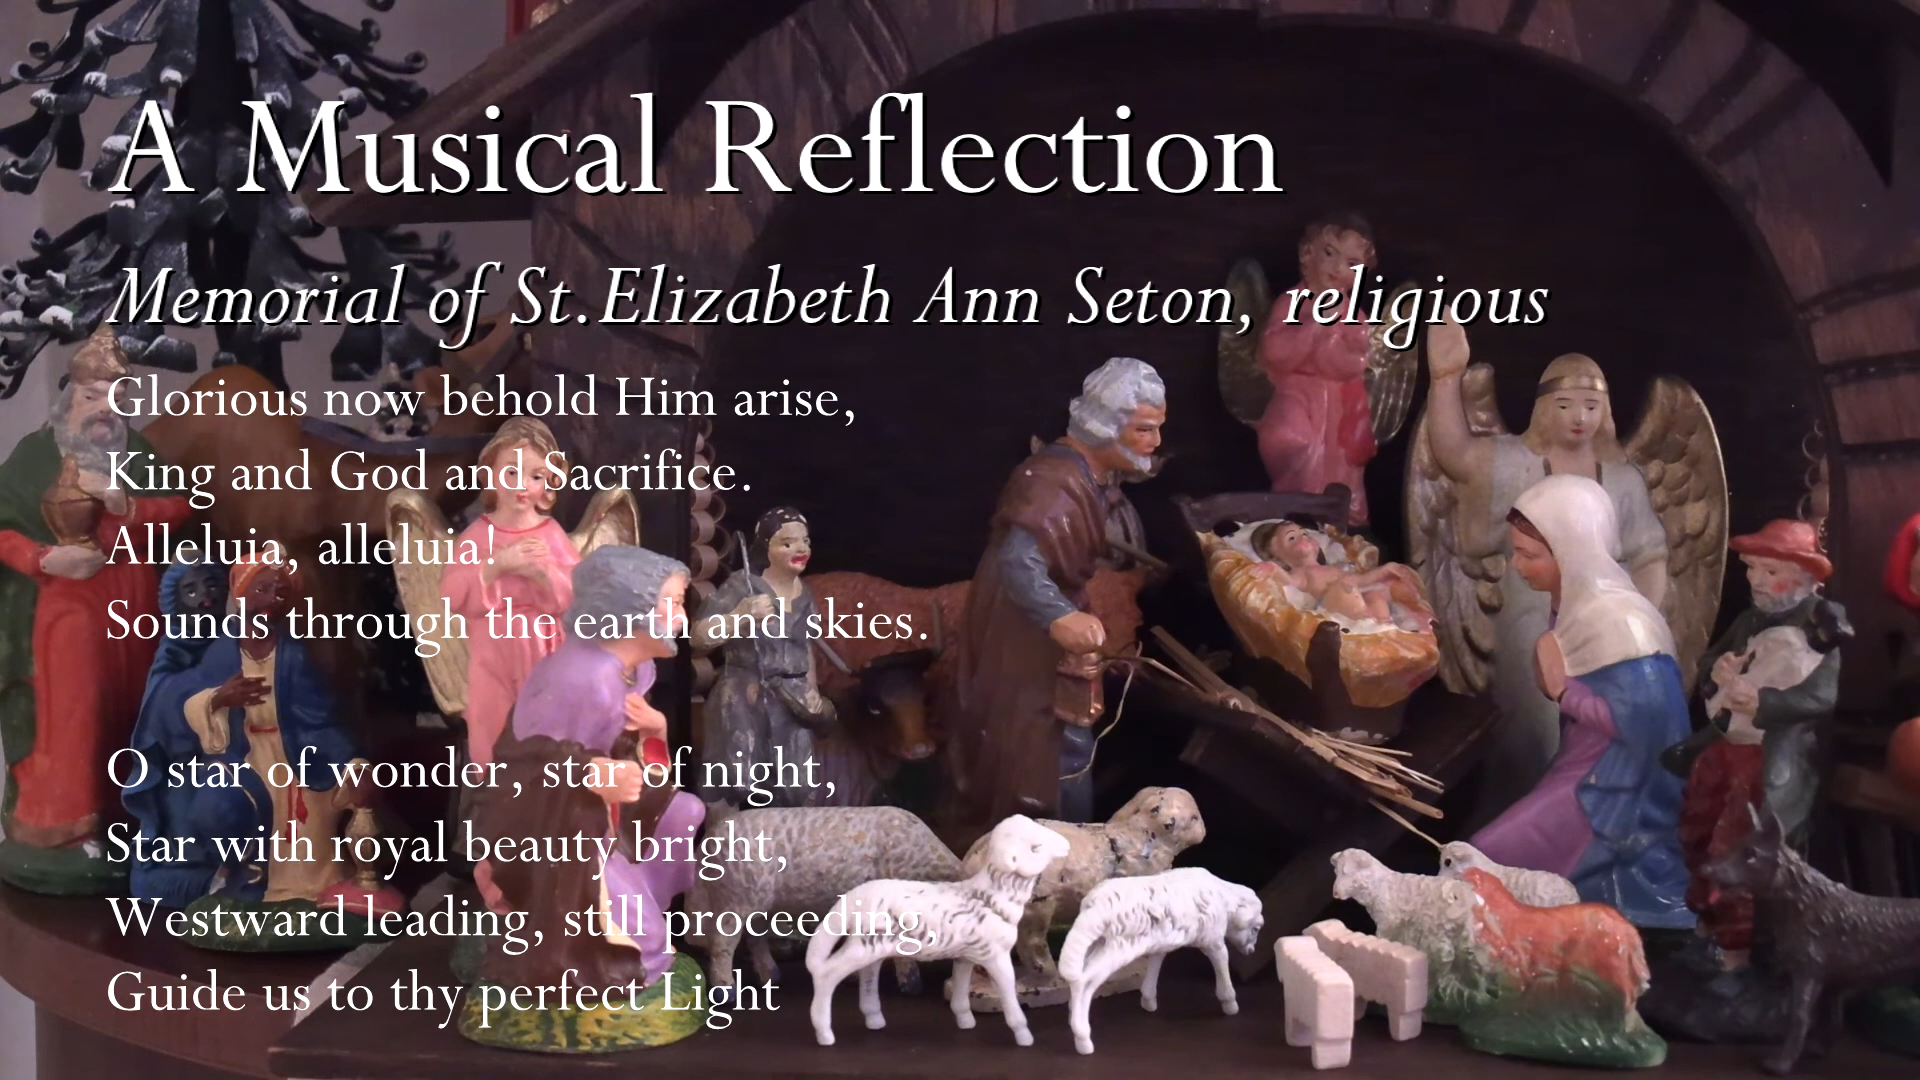 A Musical Reflection
Memorial of St. Elizabeth Ann Seton, religious
Glorious now behold Him arise,
King and God and Sacrifice.
Alleluia, alleluia!
Sounds through the earth and skies.
O star of wonder, star of night,
Star with royal beauty bright,
Westward leading, still proceeding,
Guide us to thy perfect Light